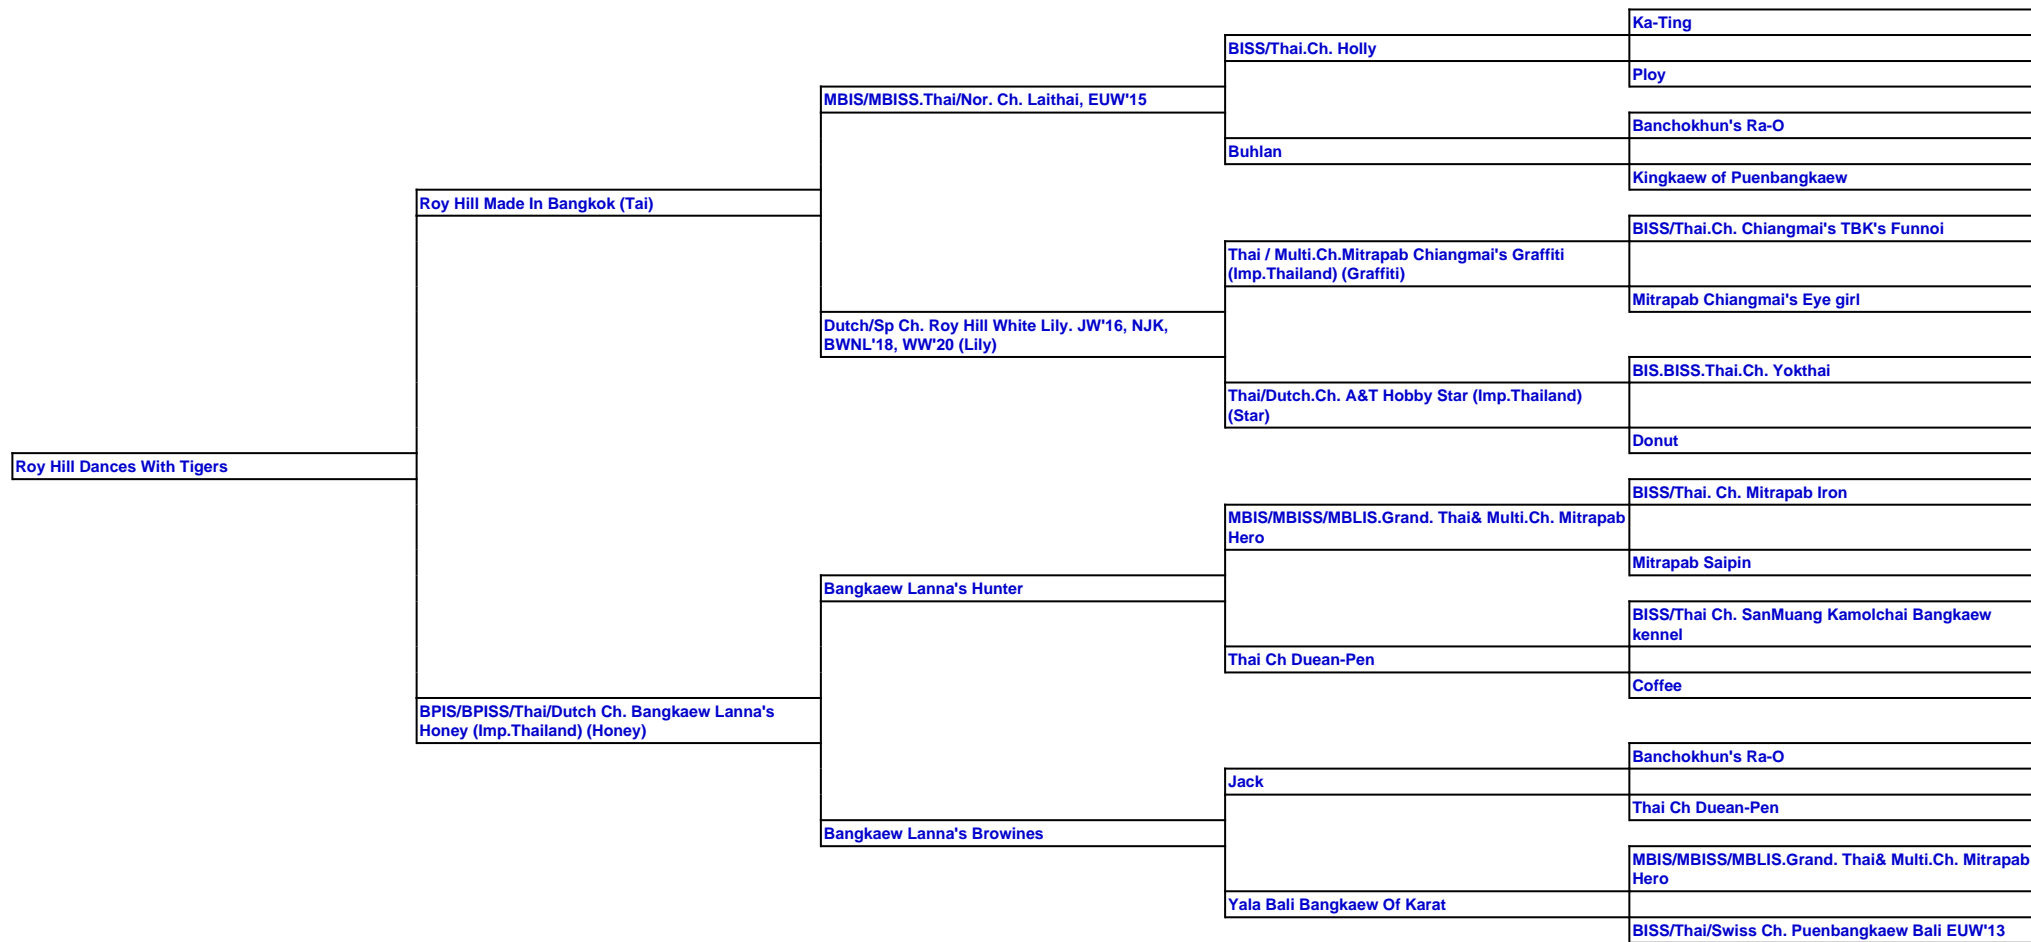 Ka-Ting
BISS/Thai.Ch. Holly
Ploy
MBIS/MBISS.Thai/Nor. Ch. Laithai, EUW'15
Banchokhun's Ra-O
Buhlan
Kingkaew of Puenbangkaew
Roy Hill Made In Bangkok (Tai)
BISS/Thai.Ch. Chiangmai's TBK's Funnoi
Thai / Multi.Ch.Mitrapab Chiangmai's Graffiti
(Imp.Thailand) (Graffiti)
Mitrapab Chiangmai's Eye girl
Dutch/Sp Ch. Roy Hill White Lily. JW'16, NJK,
BWNL'18, WW'20 (Lily)
BIS.BISS.Thai.Ch. Yokthai
Thai/Dutch.Ch. A&T Hobby Star (Imp.Thailand)
(Star)
Donut
Roy Hill Dances With Tigers
BISS/Thai. Ch. Mitrapab Iron
MBIS/MBISS/MBLIS.Grand. Thai& Multi.Ch. Mitrapab
Hero
Mitrapab Saipin
Bangkaew Lanna's Hunter
BISS/Thai Ch. SanMuang Kamolchai Bangkaew
kennel
Thai Ch Duean-Pen
Coffee
BPIS/BPISS/Thai/Dutch Ch. Bangkaew Lanna's
Honey (Imp.Thailand) (Honey)
Banchokhun's Ra-O
Jack
Thai Ch Duean-Pen
Bangkaew Lanna's Browines
MBIS/MBISS/MBLIS.Grand. Thai& Multi.Ch. Mitrapab
Hero
Yala Bali Bangkaew Of Karat
BISS/Thai/Swiss Ch. Puenbangkaew Bali EUW'13